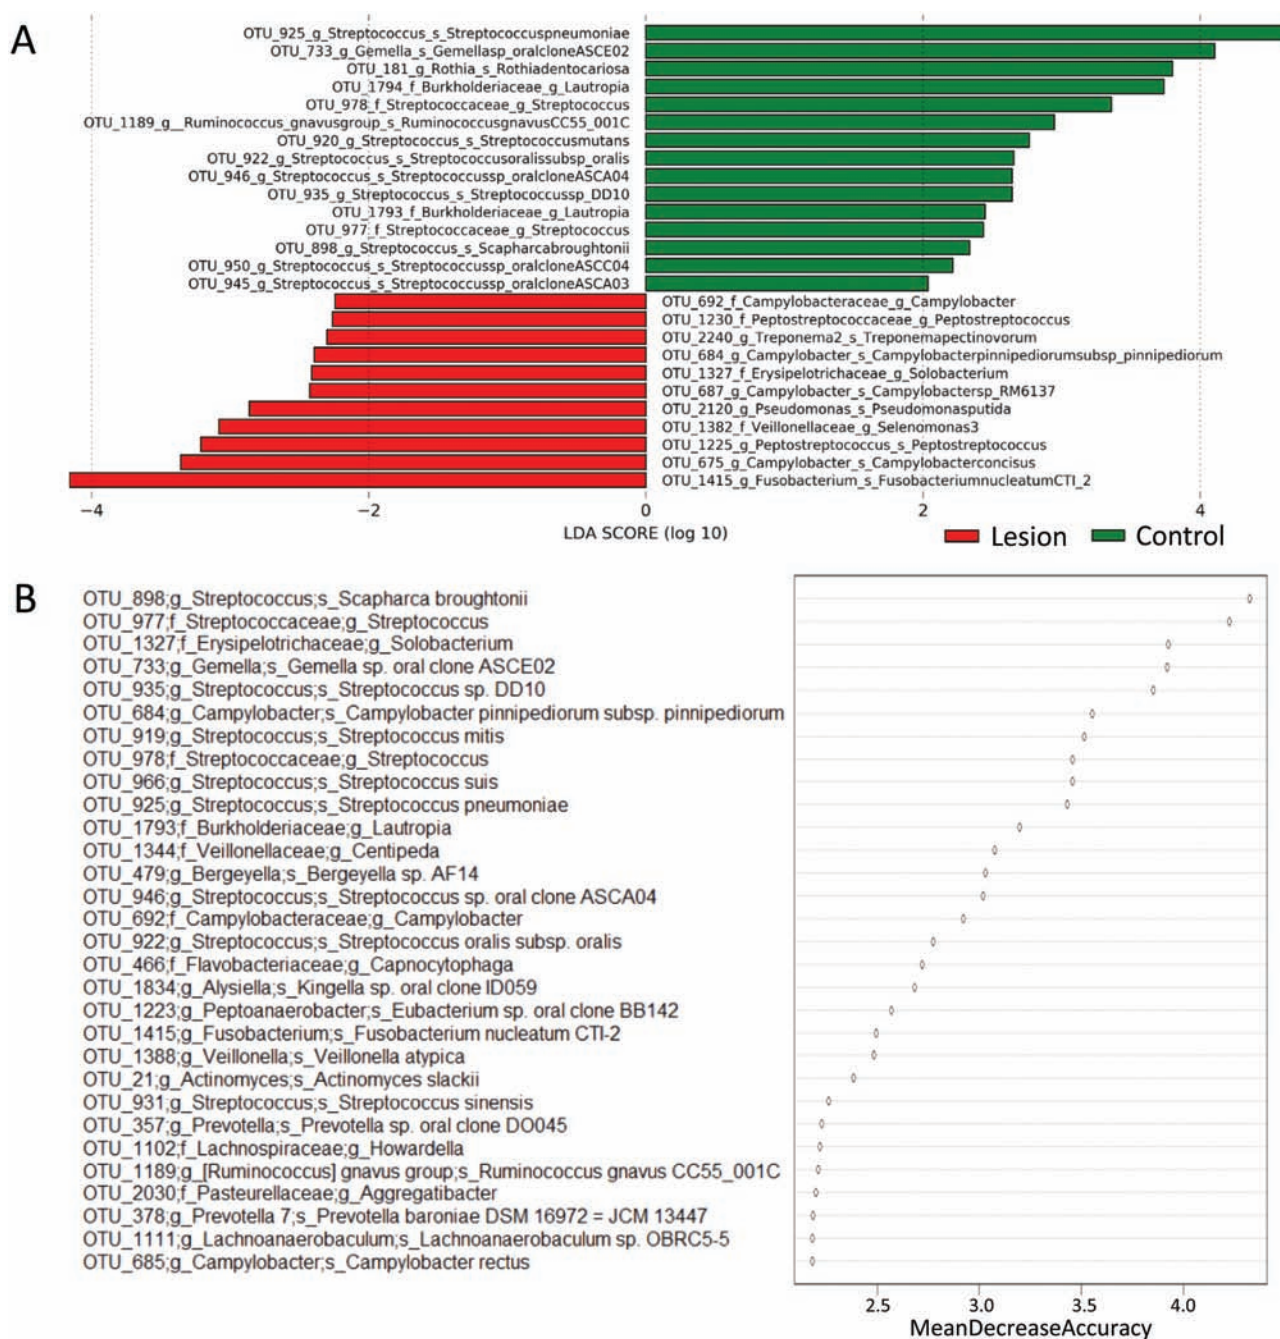 A
OTU_925_g_Streptococcus_s_Streptococcuspneumoniae
OTU_733_g_Gemella_s_Gemellasp_oralcloneASCE02
OTU_181_g_Rothia_s_Rothiadentocariosa
OTU_1794_f_Burkholderiaceae_g_Lautropia
OTU_978_f_Streptococcaceae_g_Streptococcus
OTU_1189_g__Ruminococcus_gnavusgroup_s_RuminococcusgnavusCC55_001C
OTU_920_g_Streptococcus_s_Streptococcusmutans
OTU_922_g_Streptococcus_s_Streptococcusoralissubsp_oralis
OTU_946_g_Streptococcus_s_Streptococcussp_oralcloneASCA04
OTU_935_g_Streptococcus_s_Streptococcussp_DD10
OTU_1793_f_Burkholderiaceae_g_Lautropia
OTU_977_f_Streptococcaceae_g_Streptococcus
OTU_898_g_Streptococcus_s_Scapharcabroughtonii
OTU_950_g_Streptococcus_s_Streptococcussp_oralcloneASCC04
OTU_945_g_Streptococcus_s_Streptococcussp_oralcloneASCA03
OTU_692_f_Campylobacteraceae_g_Campylobacter
OTU_1230_f_Peptostreptococcaceae_g_Peptostreptococcus
OTU_2240_g_Treponema2_s_Treponemapectinovorum
OTU_684_g_Campylobacter_s_Campylobacterpinnipediorumsubsp_pinnipediorum
OTU_1327_f_Erysipelotrichaceae_g_Solobacterium
OTU_687_g_Campylobacter_s_Campylobactersp_RM6137
OTU_2120_g_Pseudomonas_s_Pseudomonasputida
OTU_1382_f_Veillonellaceae_g_Selenomonas3
OTU_1225_g_Peptostreptococcus_s_Peptostreptococcus
OTU_675_g_Campylobacter_s_Campylobacterconcisus
OTU_1415_g_Fusobacterium_s_FusobacteriumnucleatumCTI_2
−4 −2 0 2 4
LDA SCORE (log 10)
Lesion Control
B
OTU_898;g_Streptococcus;s_Scapharca broughtonii
OTU_977;f_Streptococcaceae;g_Streptococcus
OTU_1327;f_Erysipelotrichaceae;g_Solobacterium
OTU_733;g_Gemella;s_Gemella sp. oral clone ASCE02
OTU_935;g_Streptococcus;s_Streptococcus sp. DD10
OTU_684;g_Campylobacter;s_Campylobacter pinnipediorum subsp. pinnipediorum
OTU_919;g_Streptococcus;s_Streptococcus mitis
OTU_978;f_Streptococcaceae;g_Streptococcus
OTU_966;g_Streptococcus;s_Streptococcus suis
OTU_925;g_Streptococcus;s_Streptococcus pneumoniae
OTU_1793;f_Burkholderiaceae;g_Lautropia
OTU_1344;f_Veillonellaceae;g_Centipeda
OTU_479;g_Bergeyella;s_Bergeyella sp. AF14
OTU_946;g_Streptococcus;s_Streptococcus sp. oral clone ASCA04
OTU_692;f_Campylobacteraceae;g_Campylobacter
OTU_922;g_Streptococcus;s_Streptococcus oralis subsp. oralis
OTU_466;f_Flavobacteriaceae;g_Capnocytophaga
OTU_1834;g_Alysiella;s_Kingella sp. oral clone ID059
OTU_1223;g_Peptoanaerobacter;s_Eubacterium sp. oral clone BB142
OTU_1415;g_Fusobacterium;s_Fusobacterium nucleatum CTI-2
OTU_1388;g_Veillonella;s_Veillonella atypica
OTU_21;g_Actinomyces;s_Actinomyces slackii
OTU_931;g_Streptococcus;s_Streptococcus sinensis
OTU_357;g_Prevotella;s_Prevotella sp. oral clone DO045
OTU_1102;f_Lachnospiraceae;g_Howardella
OTU_1189;g_[Ruminococcus] gnavus group;s_Ruminococcus gnavus CC55_001C
OTU_2030;f_Pasteurellaceae;g_Aggregatibacter
OTU_378;g_Prevotella 7;s_Prevotella baroniae DSM 16972 = JCM 13447
OTU_1111;g_Lachnoanaerobaculum;s_Lachnoanaerobaculum sp. OBRC5-5
OTU_685;g_Campylobacter;s_Campylobacter rectus
2.5 3.0 3.5 4.0
MeanDecreaseAccuracy